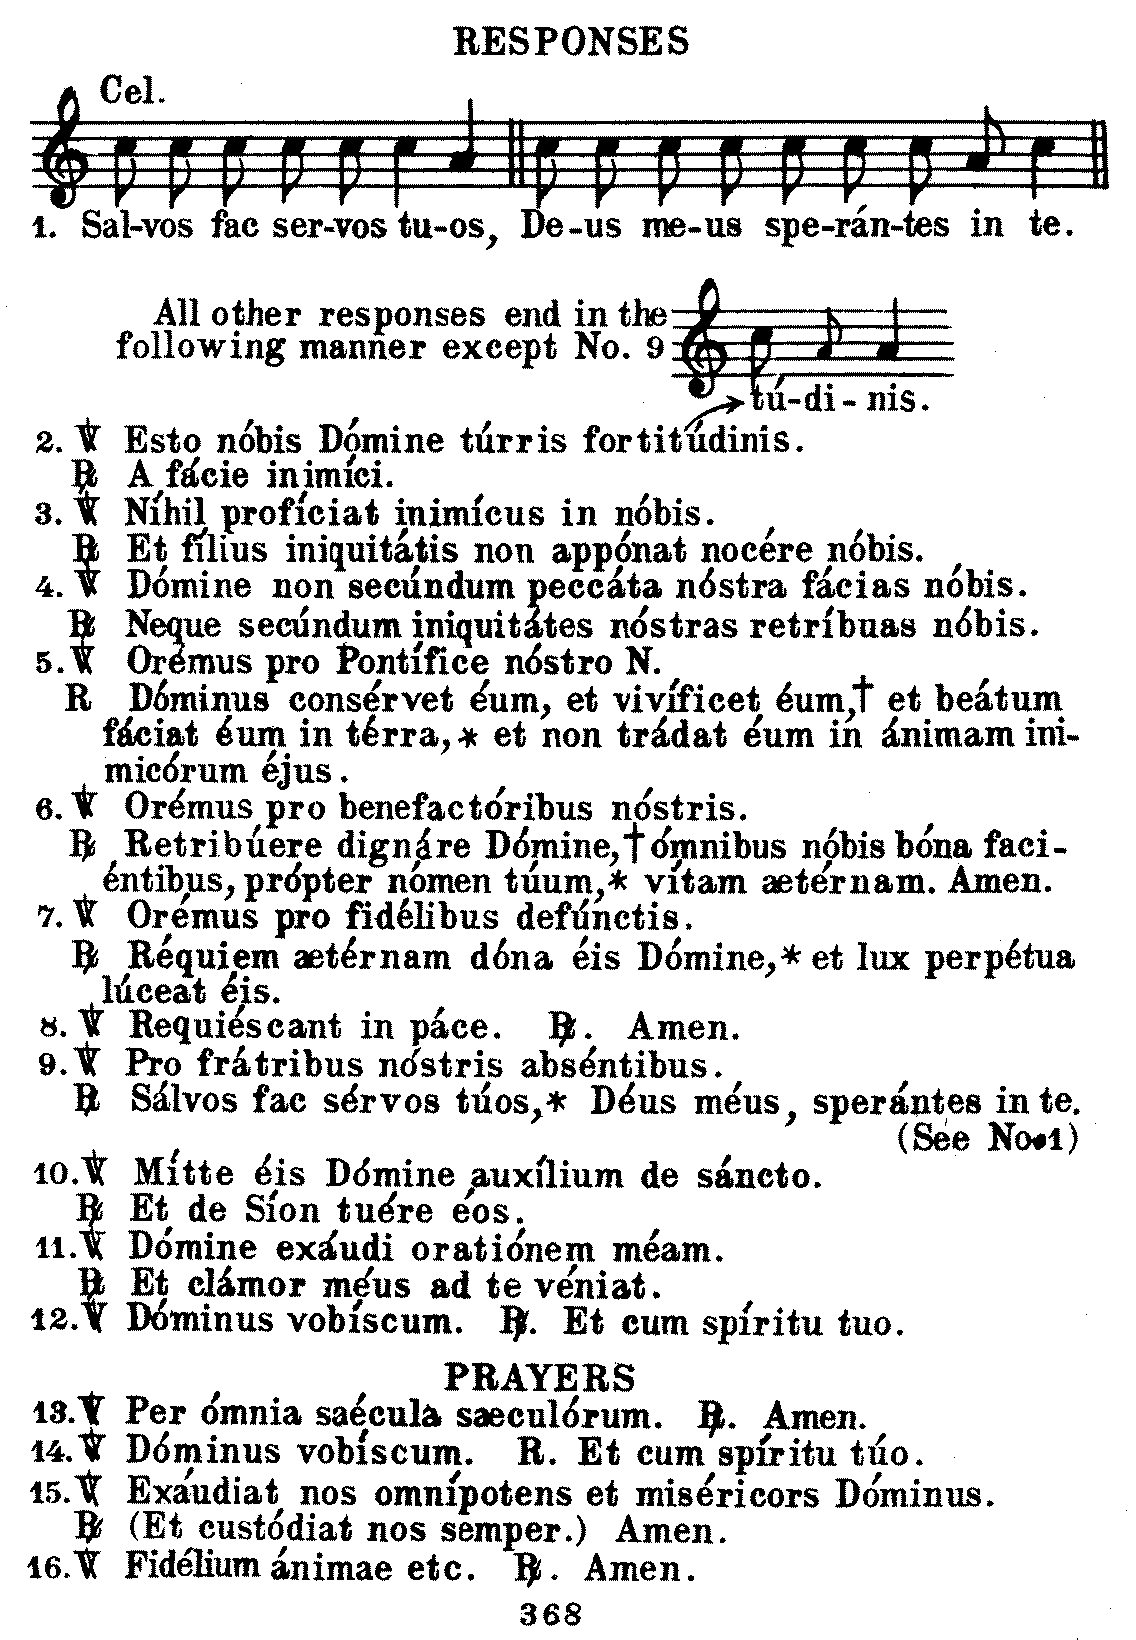 RESPONSES
Cel.
1. Sal-vos fac ser-vos tu-os, De-us me-us spe-rán-tes in te.
All other responses end in the
following manner except No. 9
tú-di-nis.
2. ℣ Esto nóbis Dómine túrris fortitúdinis.
℟ A fácie inimíci.
3. ℣ Níhil profíciat inimícus in nóbis.
℟ Et fílius iniquitátis non appónat nocére nóbis.
4. ℣ Dómine non secúndum peccáta nóstra fácias nóbis.
℟ Neque secúndum iniquitátes nóstras retríbuas nóbis.
5. ℣ Orémus pro Pontífice nóstro N.
R Dóminus consérvet éum, et vivíficet éum,† et beátum
fáciat éum in térra,* et non trádat éum in ánimam ini-
micórum éjus.
6. ℣ Orémus pro benefactóribus nóstris.
℟ Retribúere dignáre Dómine,† ómnibus nóbis bóna faci-
éntibus, própter nómen túum,* vítam ætérnam. Amen.
7. ℣ Orémus pro fidélibus defúnctis.
℟ Réquiem ætérnam dóna éis Dómine,* et lux perpétua
lúceat éis.
8. ℣ Requiéscant in páce. ℟. Amen.
9. ℣ Pro frátribus nóstris abséntibus.
℟ Sálvos fac sérvos túos,* Déus méus, sperántes in te.
(See No. 1)
10. ℣ Mítte éis Dómine auxílium de sáncto.
℟ Et de Síon tuére éos.
11. ℣ Dómine exáudi oratiónem méam.
℟ Et clámor méus ad te véniat.
12. ℣ Dóminus vobíscum. ℟. Et cum spíritu tuo.
PRAYERS
13. ℣ Per ómnia saécula sæculórum. ℟. Amen.
14. ℣ Dóminus vobíscum. R. Et cum spíritu túo.
15. ℣ Exáudiat nos omnípotens et miséricors Dóminus.
℟ (Et custódiat nos semper.) Amen.
16. ℣ Fidélium ánimae etc. ℟. Amen.
368